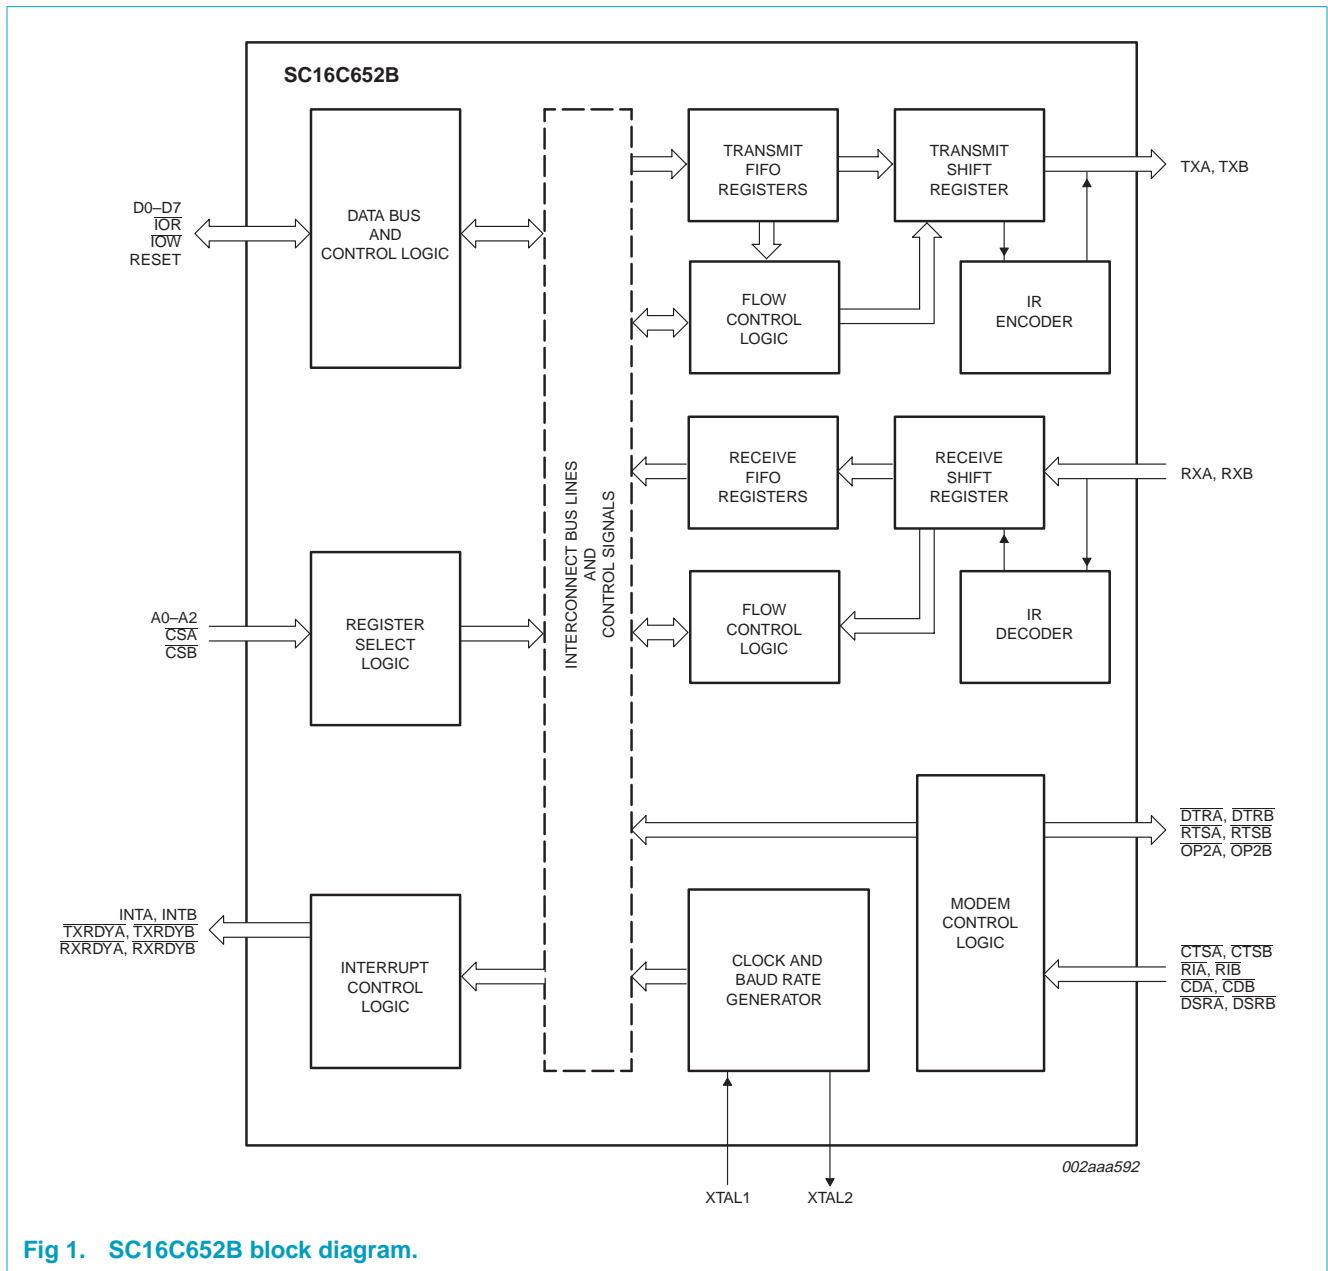 SC16C652B
D0–D7
IOR
IOW
RESET
DATA BUS
AND
CONTROL LOGIC
TRANSMIT
FIFO
REGISTERS
TRANSMIT
SHIFT
REGISTER
TXA, TXB
FLOW
CONTROL
LOGIC
IR
ENCODER
INTERCONNECT BUS LINES
AND
CONTROL SIGNALS
RECEIVE
FIFO
REGISTERS
RECEIVE
SHIFT
REGISTER
RXA, RXB
A0–A2
CSA
CSB
REGISTER
SELECT
LOGIC
FLOW
CONTROL
LOGIC
IR
DECODER
DTRA, DTRB
RTSA, RTSB
OP2A, OP2B
MODEM
CONTROL
LOGIC
CTSA, CTSB
RIA, RIB
CDA, CDB
DSRA, DSRB
INTA, INTB
TXRDYA, TXRDYB
RXRDYA, RXRDYB
INTERRUPT
CONTROL
LOGIC
CLOCK AND
BAUD RATE
GENERATOR
002aaa592
XTAL1
XTAL2
Fig 1. SC16C652B block diagram.